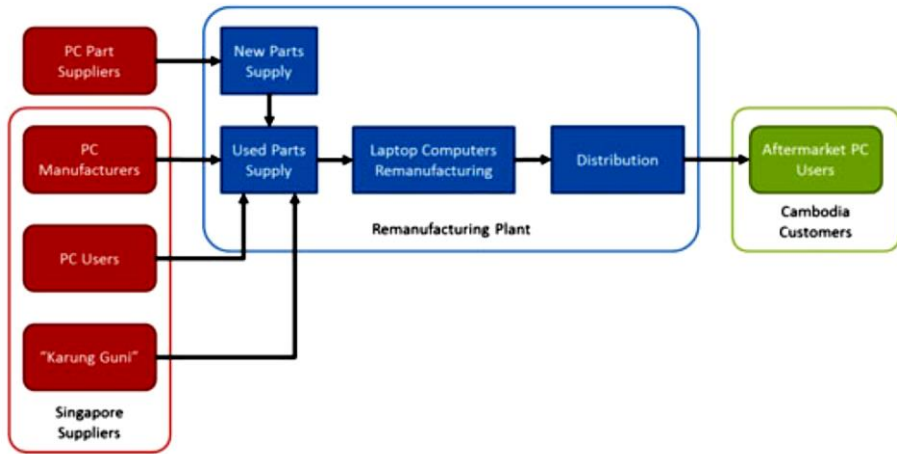 PC Part
Suppliers
New Parts
Supply
PC
Manufacturers
Used Parts
Supply
Laptop Computers
Remanufacturing
Distribution
Aftermarket PC
Users
Remanufacturing Plant
Cambodia
Customers
PC Users
"Karung Guni"
Singapore
Suppliers